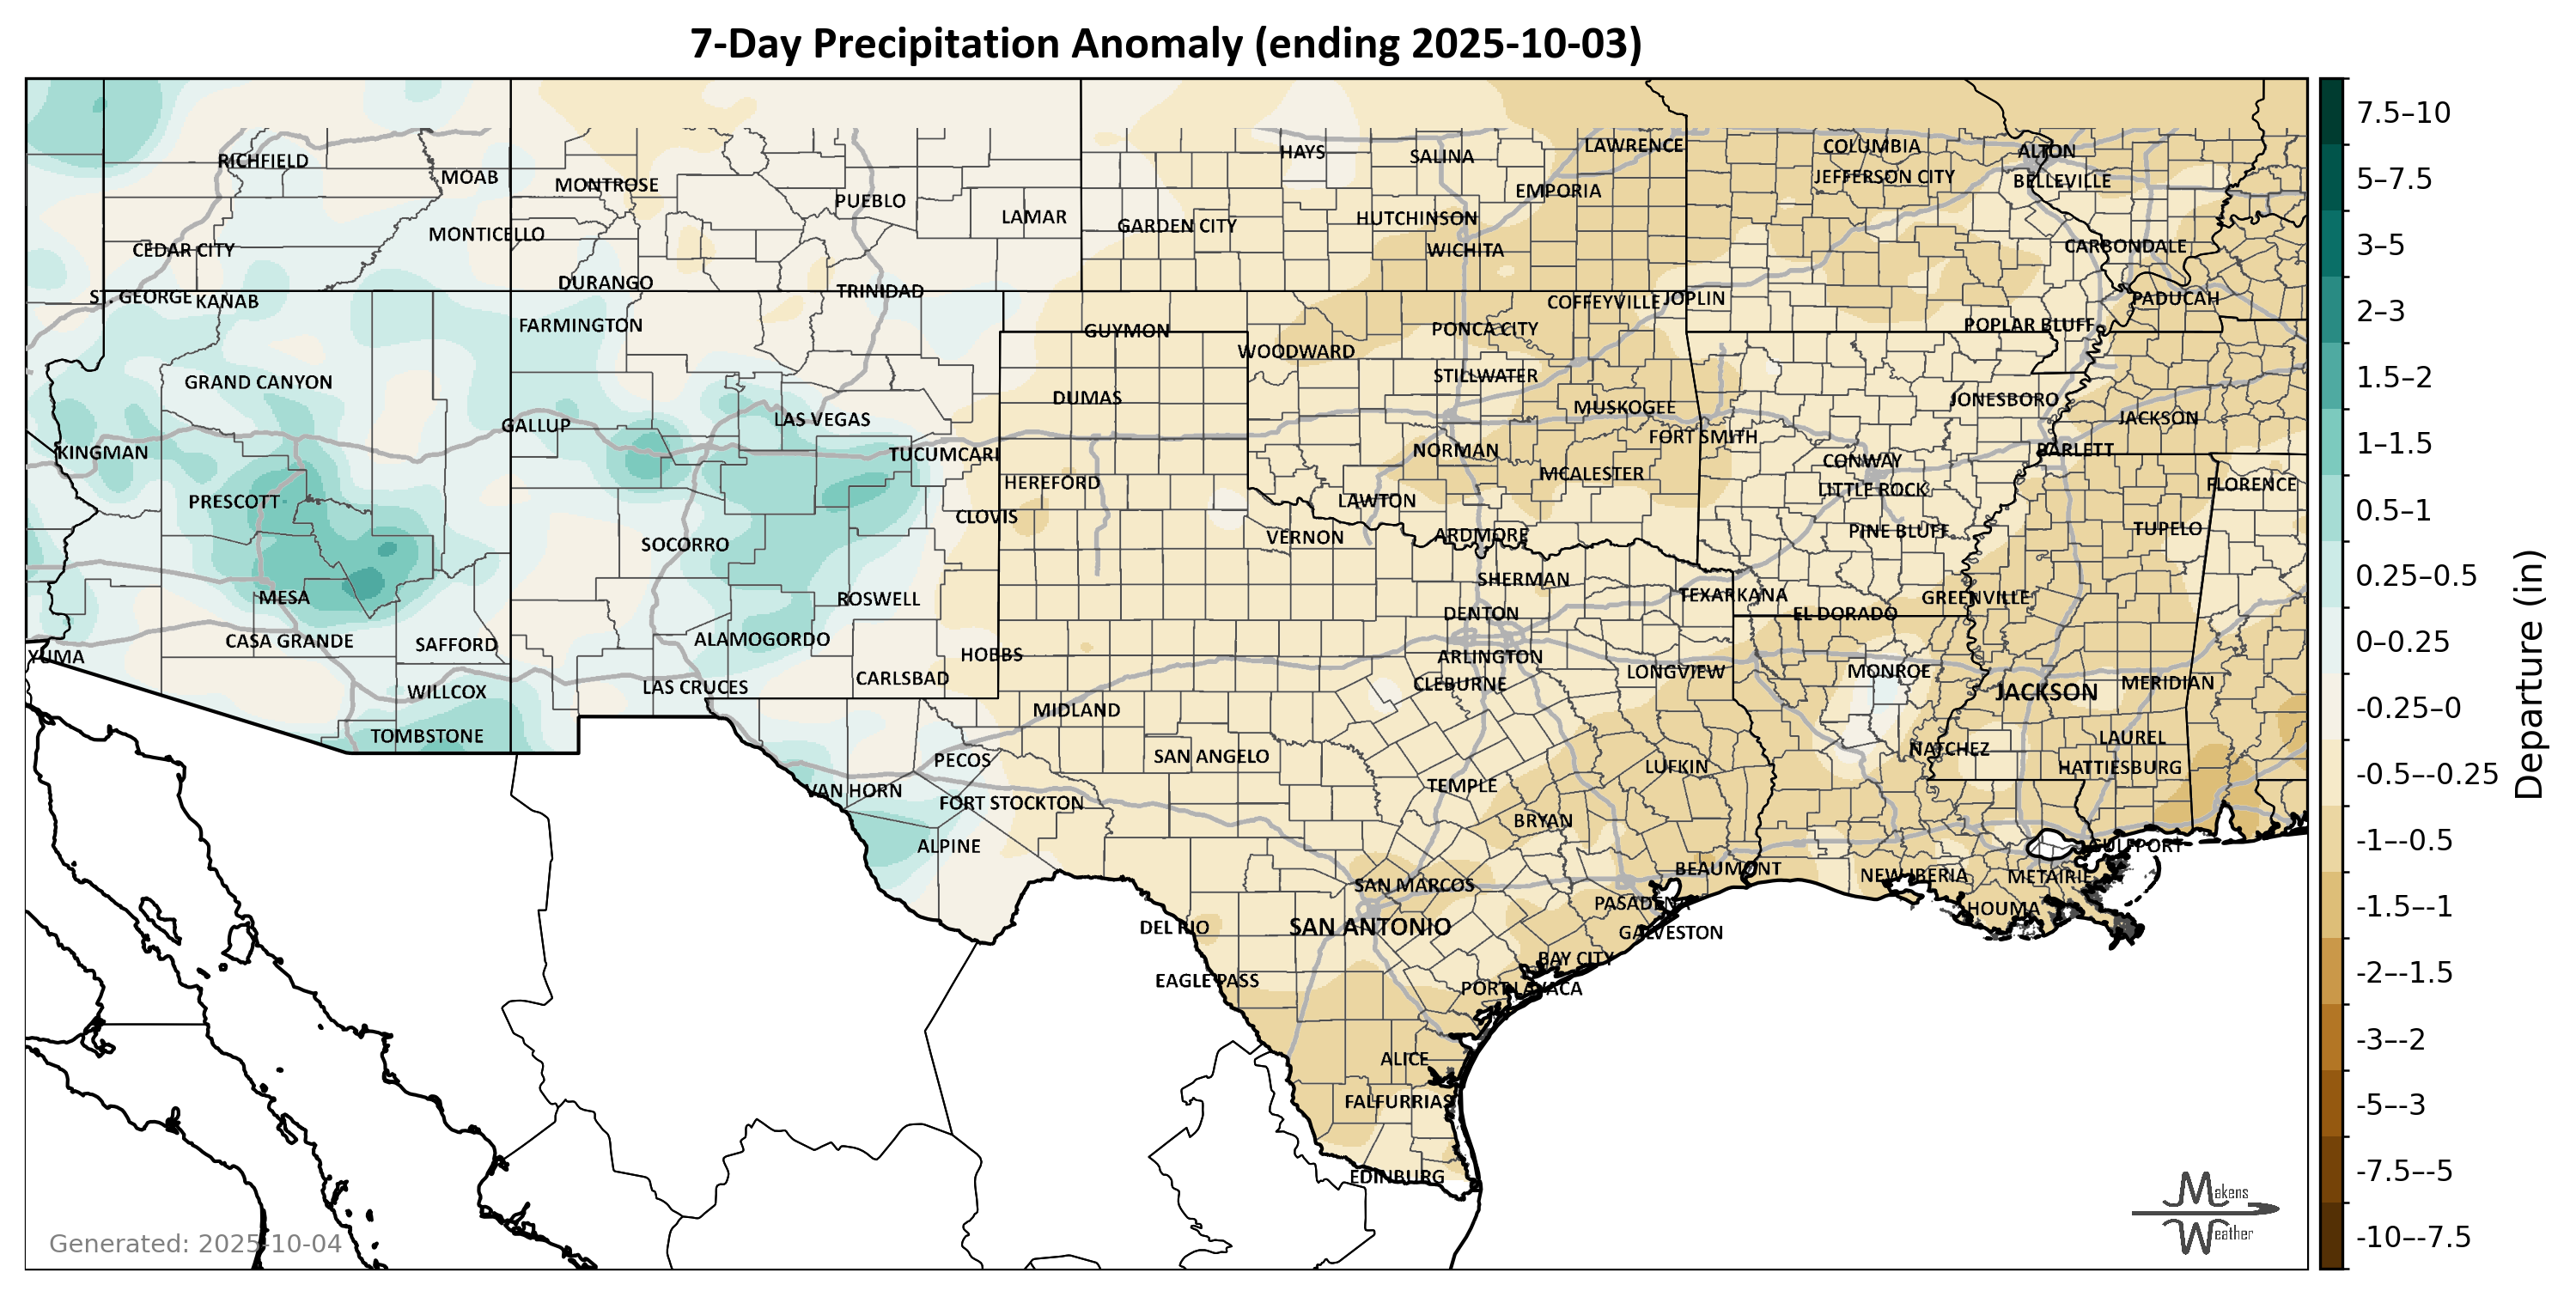 7-Day Precipitation Anomaly (ending 2025-10-03)
RICHFIELD
MOAB
MONTROSE
PUEBLO
LAMAR
GARDEN CITY
HAYS
SALINA
LAWRENCE
EMPORIA
HUTCHINSON
WICHITA
COLUMBIA
JEFFERSON CITY
ALTON
BELLEVILLE
CARBONDALE
CEDAR CITY
MONTICELLO
DURANGO
TRINIDAD
ST. GEORGE
KANAB
FARMINGTON
GUYMON
COFFEYVILLE
JOPLIN
PONCA CITY
POPLAR BLUFF
PADUCAH
WOODWARD
STILLWATER
GRAND CANYON
DUMAS
MUSKOGEE
JONESBORO
JACKSON
GALLUP
LAS VEGAS
KINGMAN
TUCUMCARI
NORMAN
FORT SMITH
BARLETT
CONWAY
MCALESTER
HEREFORD
LITTLE ROCK
FLORENCE
PRESCOTT
LAWTON
CLOVIS
VERNON
ARDMORE
PINE BLUFF
TUPELO
SOCORRO
SHERMAN
MESA
ROSWELL
DENTON
TEXARKANA
EL DORADO
GREENVILLE
CASA GRANDE
SAFFORD
ALAMOGORDO
YUMA
HOBBS
ARLINGTON
LONGVIEW
MONROE
CARLSBAD
CLEBURNE
JACKSON
MERIDIAN
WILLCOX
LAS CRUCES
MIDLAND
TOMBSTONE
PECOS
SAN ANGELO
LUFKIN
NATCHEZ
LAUREL
HATTIESBURG
VAN HORN
FORT STOCKTON
TEMPLE
BRYAN
ALPINE
GULFPORT
BEAUMONT
SAN MARCOS
NEW IBERIA
METAIRIE
PASADENA
HOUMA
DEL RIO
SAN ANTONIO
GALVESTON
BAY CITY
EAGLE PASS
PORT LAVACA
ALICE
FALFURRIAS
EDINBURG
Generated: 2025-10-04
Makens
Weather
7.5–10
5–7.5
3–5
2–3
1.5–2
1–1.5
0.5–1
0.25–0.5
0–0.25
-0.25–0
-0.5–-0.25
-1–-0.5
-1.5–-1
-2–-1.5
-3–-2
-5–-3
-7.5–-5
-10–-7.5
Departure (in)